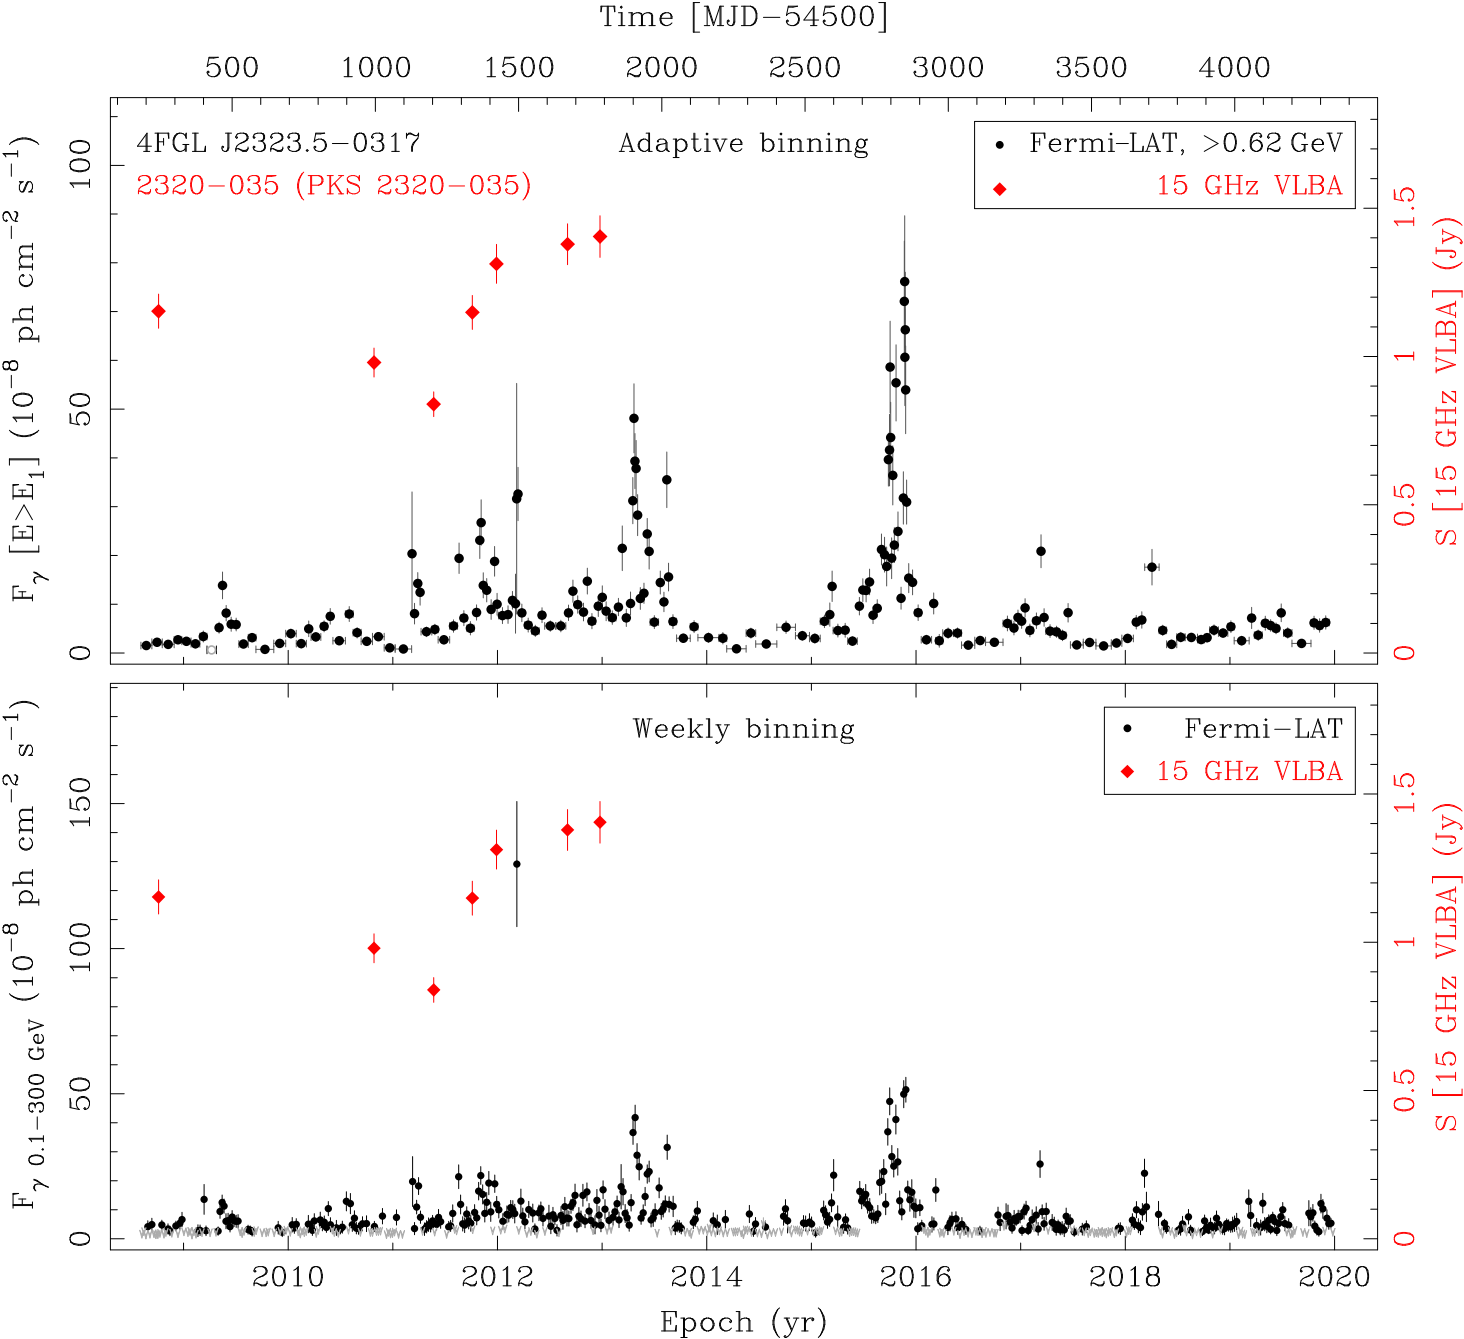 Time [MJD−54500]
500 1000 1500 2000 2500 3000 3500 4000
4FGL J2323.5−0317
2320−035 (PKS 2320−035)
Adaptive binning
Fermi−LAT, >0.62 GeV
15 GHz VLBA
F_γ [E>E_1] (10^−8 ph cm^−2 s^−1)
100
50
0
1.5
1
0.5
0
S [15 GHz VLBA] (Jy)
Weekly binning
Fermi−LAT
15 GHz VLBA
F_γ 0.1−300 GeV (10^−8 ph cm^−2 s^−1)
150
100
50
0
1.5
1
0.5
0
S [15 GHz VLBA] (Jy)
2010 2012 2014 2016 2018 2020
Epoch (yr)